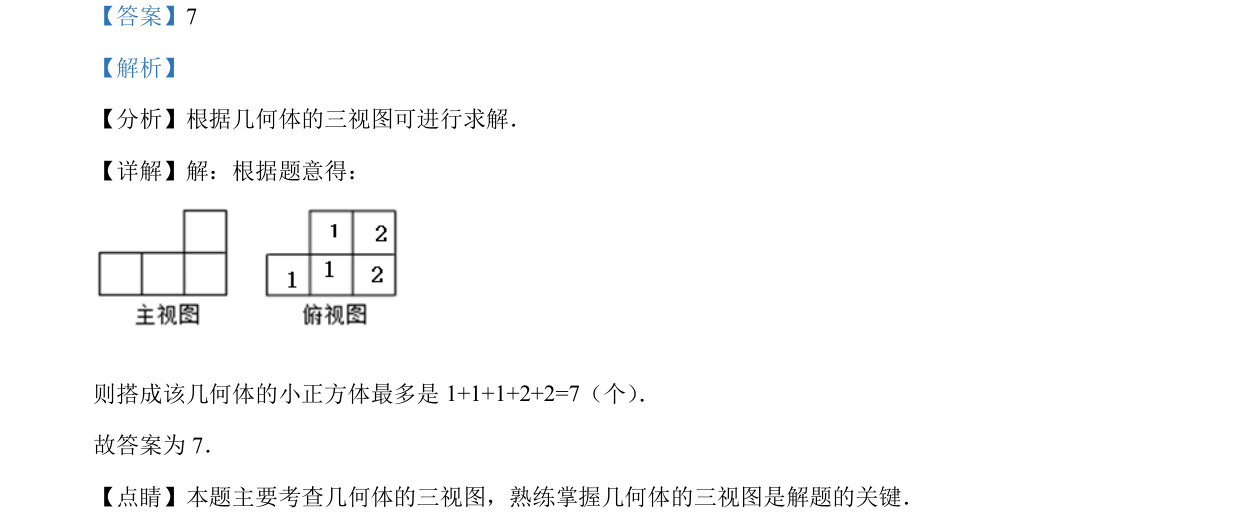 【答案】7
【解析】
【分析】根据几何体的三视图可进行求解．
【详解】解：根据题意得：
1 2
1 1 2
主视图 俯视图
则搭成该几何体的小正方体最多是 1+1+1+2+2=7（个）．
故答案为 7．
【点睛】本题主要考查几何体的三视图，熟练掌握几何体的三视图是解题的关键．